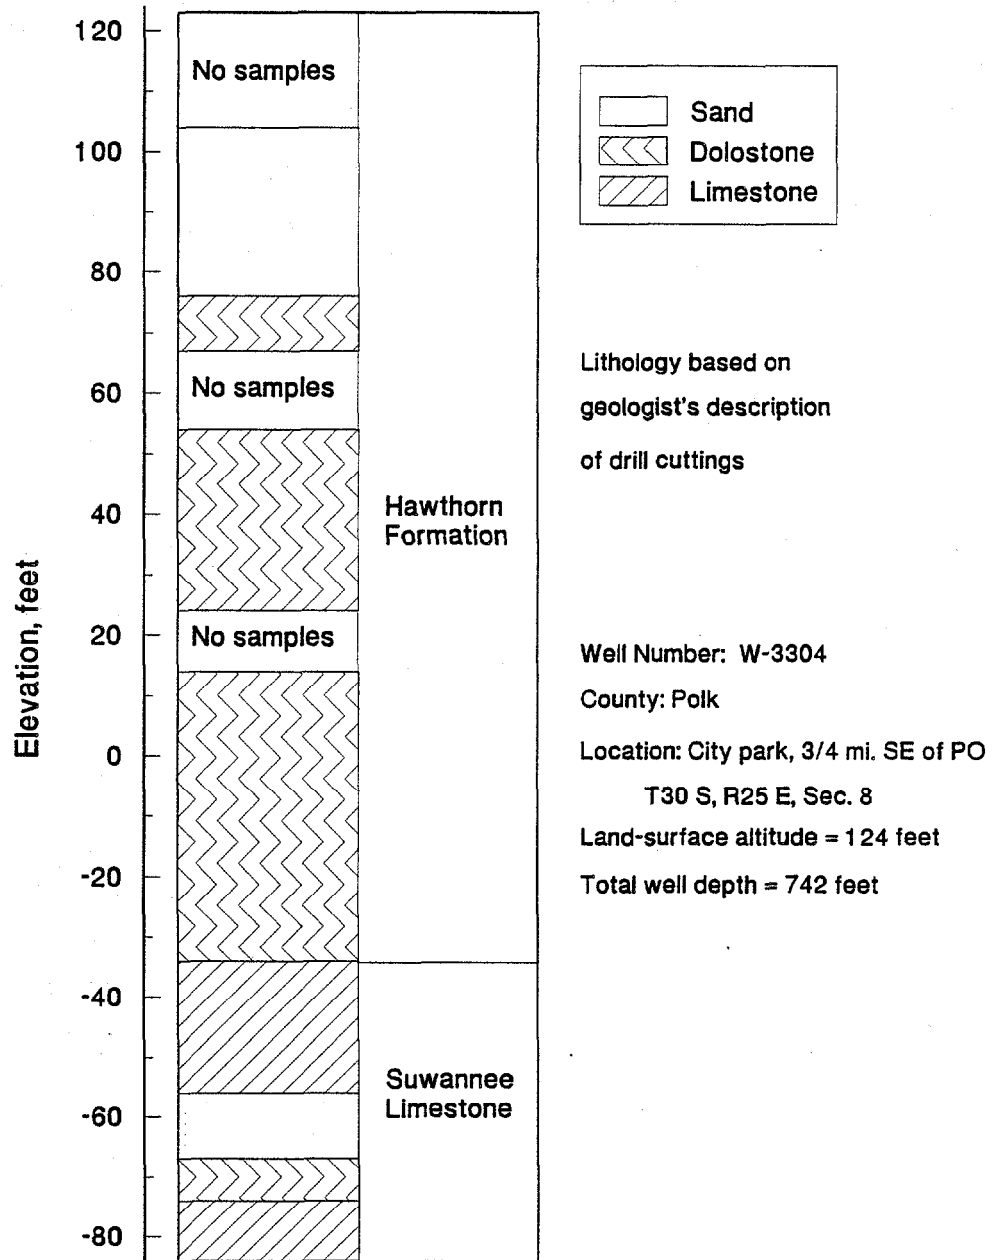 Elevation, feet
120
100
80
60
40
20
0
-20
-40
-60
-80
No samples
No samples
No samples
Hawthorn
Formation
Suwannee
Limestone
Sand
Dolostone
Limestone
Lithology based on
geologist's description
of drill cuttings
Well Number: W-3304
County: Polk
Location: City park, 3/4 mi. SE of PO
T30 S, R25 E, Sec. 8
Land-surface altitude = 124 feet
Total well depth = 742 feet